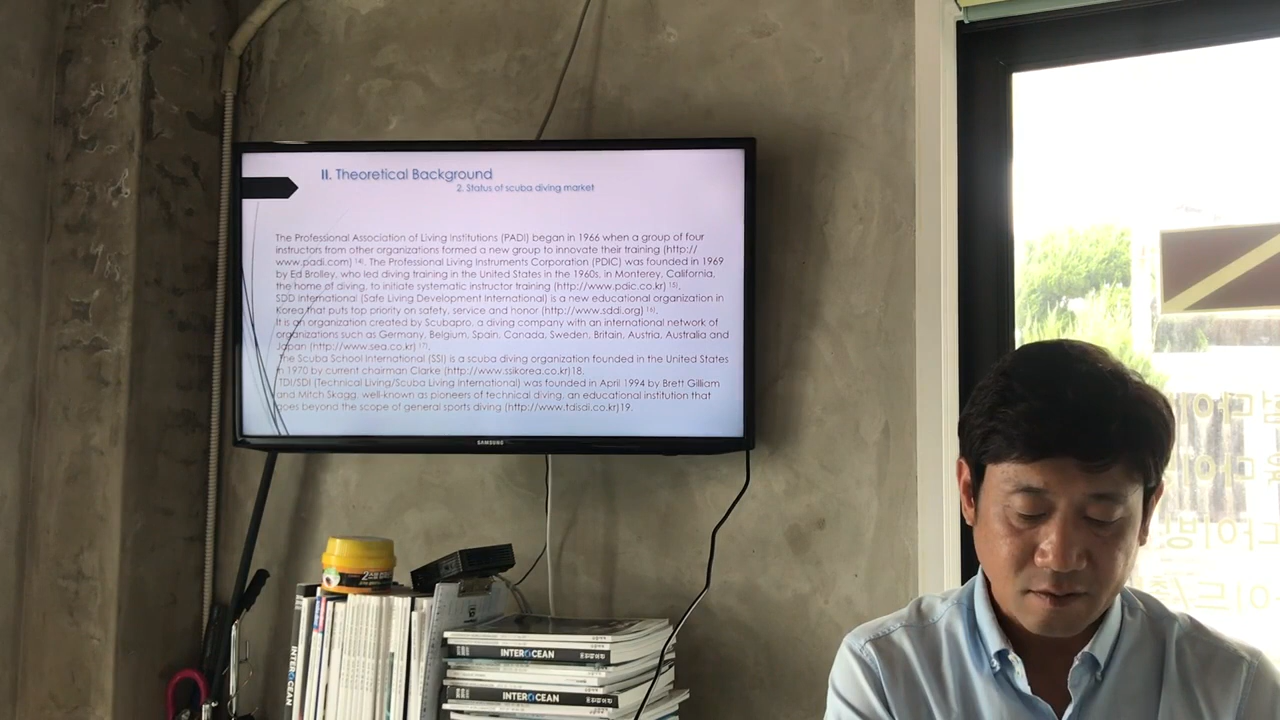 II. Theoretical Background
2. Status of scuba diving market
The Professional Association of Living Institutions (PADI) began in 1966 when a group of four
instructors from other organizations formed a new group to innovate their training (http://
www.padi.com) 14). The Professional Living Instruments Corporation (PDIC) was founded in 1969
by Ed Brolley, who led diving training in the United States in the 1960s, in Monterey, California,
the home of diving, to initiate systematic instructor training (http://www.pdic.co.kr) 15).
SDD International (Safe Living Development International) is a new educational organization in
Korea that puts top priority on safety, service and honor (http://www.sddi.org) 16).
It is an organization created by Scubapro, a diving company with an international network of
organizations such as Germany, Belgium, Spain, Canada, Sweden, Britain, Austria, Australia and
Japan (http://www.sea.co.kr) 17).
The Scuba School International (SSI) is a scuba diving organization founded in the United States
in 1970 by current chairman Clarke (http://www.ssikorea.co.kr)18.
TDI/SDI (Technical Living/Scuba Living International) was founded in April 1994 by Brett Gilliam
and Mitch Skagg, well-known as pioneers of technical diving, an educational institution that
goes beyond the scope of general sports diving (http://www.tdisdi.co.kr)19.
SAMSUNG
INTEROCEAN
INTEROCEAN
INTEROCEAN